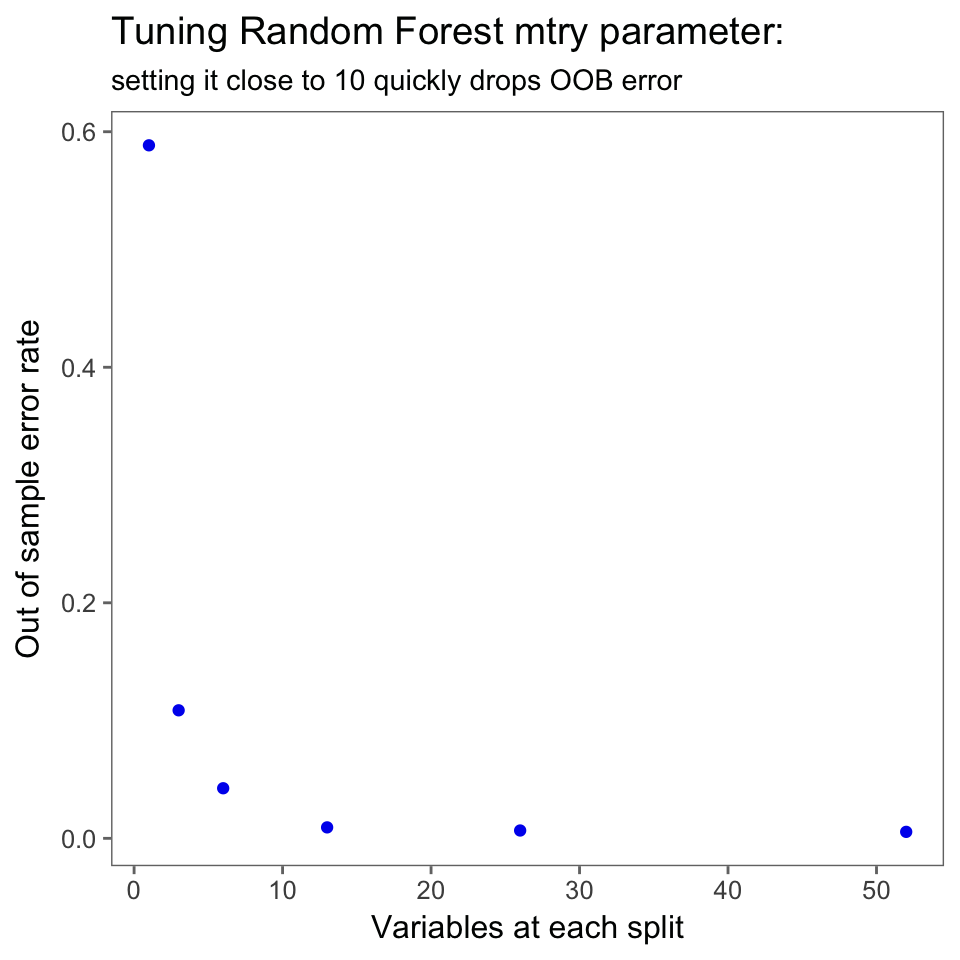 Tuning Random Forest mtry parameter:
setting it close to 10 quickly drops OOB error
Out of sample error rate
0.6
0.4
0.2
0.0
0 10 20 30 40 50
Variables at each split